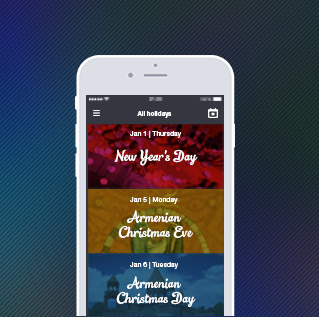 All holidays
Jan 1 | Thursday
New Year's Day
Jan 5 | Monday
Armenian
Christmas Eve
Jan 6 | Tuesday
Armenian
Christmas Day